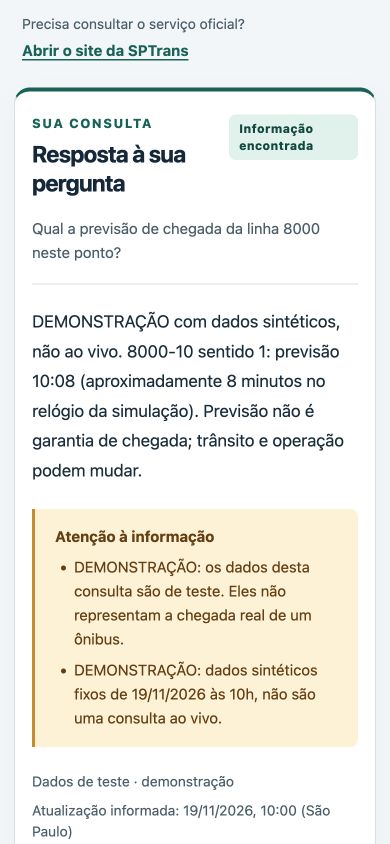 Precisa consultar o serviço oficial?
Abrir o site da SPTrans
SUA CONSULTA
Informação
encontrada
Resposta à sua
pergunta
Qual a previsão de chegada da linha 8000
neste ponto?
DEMONSTRAÇÃO com dados sintéticos,
não ao vivo. 8000-10 sentido 1: previsão
10:08 (aproximadamente 8 minutos no
relógio da simulação). Previsão não é
garantia de chegada; trânsito e operação
podem mudar.
Atenção à informação
• DEMONSTRAÇÃO: os dados desta
consulta são de teste. Eles não
representam a chegada real de um
ônibus.
• DEMONSTRAÇÃO: dados sintéticos
fixos de 19/11/2026 às 10h, não são
uma consulta ao vivo.
Dados de teste · demonstração
Atualização informada: 19/11/2026, 10:00 (São
Paulo)